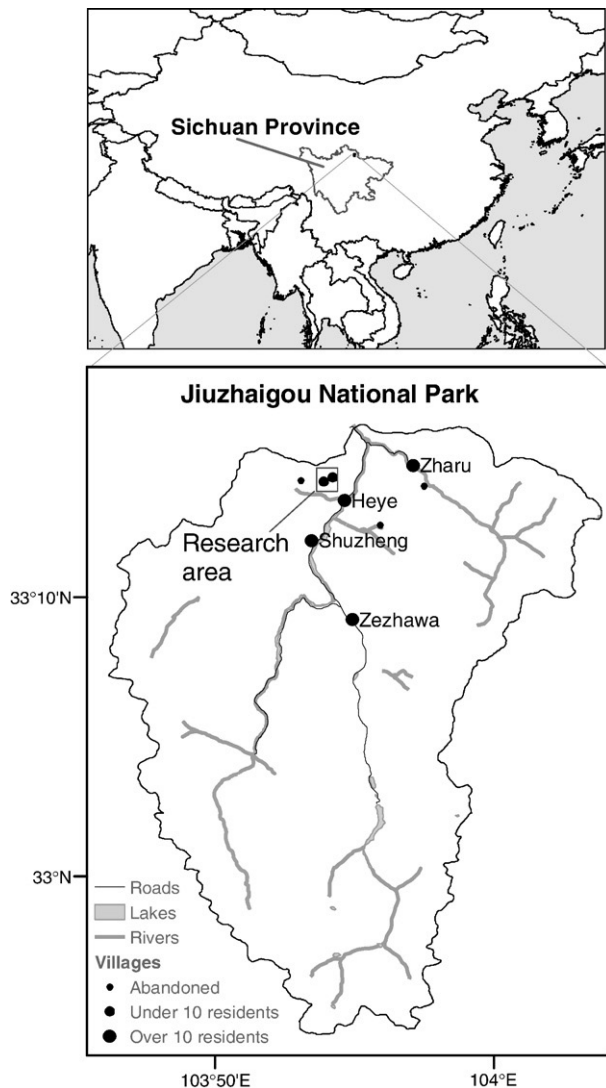 Sichuan Province
Jiuzhaigou National Park
Zharu
Heye
Research
area
Shuzheng
33°10'N
Zezhawa
33°N
Roads
Lakes
Rivers
Villages
Abandoned
Under 10 residents
Over 10 residents
103°50'E
104°E